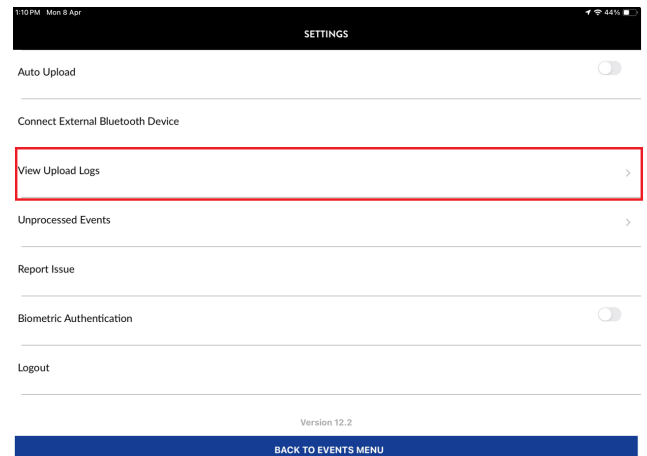 1:10 PM Mon 8 Apr 44%
SETTINGS
Auto Upload
Connect External Bluetooth Device
View Upload Logs
Unprocessed Events
Report Issue
Biometric Authentication
Logout
Version 12.2
BACK TO EVENTS MENU